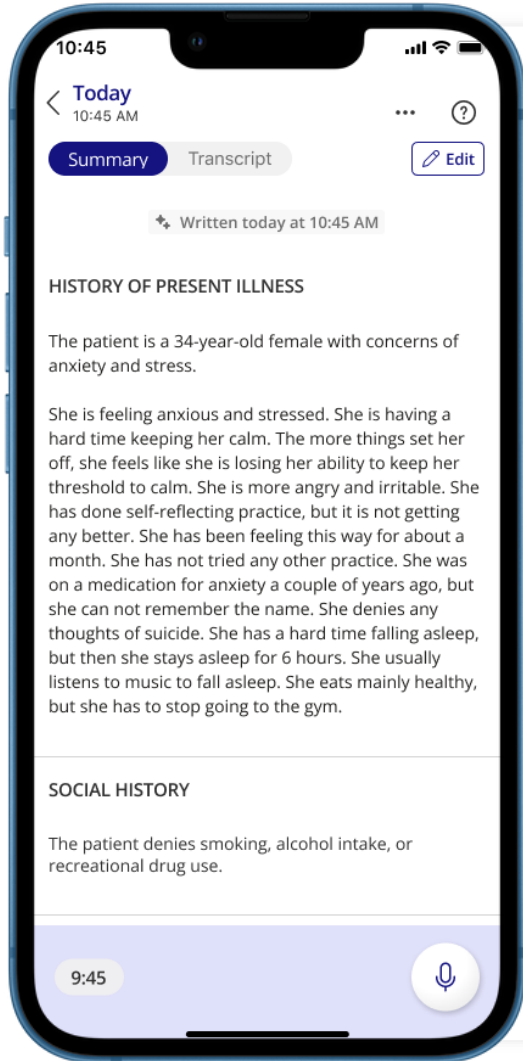 10:45
Today
10:45 AM
Summary
Transcript
Edit
Written today at 10:45 AM
HISTORY OF PRESENT ILLNESS
The patient is a 34-year-old female with concerns of
anxiety and stress.
She is feeling anxious and stressed. She is having a
hard time keeping her calm. The more things set her
off, she feels like she is losing her ability to keep her
threshold to calm. She is more angry and irritable. She
has done self-reflecting practice, but it is not getting
any better. She has been feeling this way for about a
month. She has not tried any other practice. She was
on a medication for anxiety a couple of years ago, but
she can not remember the name. She denies any
thoughts of suicide. She has a hard time falling asleep,
but then she stays asleep for 6 hours. She usually
listens to music to fall asleep. She eats mainly healthy,
but she has to stop going to the gym.
SOCIAL HISTORY
The patient denies smoking, alcohol intake, or
recreational drug use.
9:45